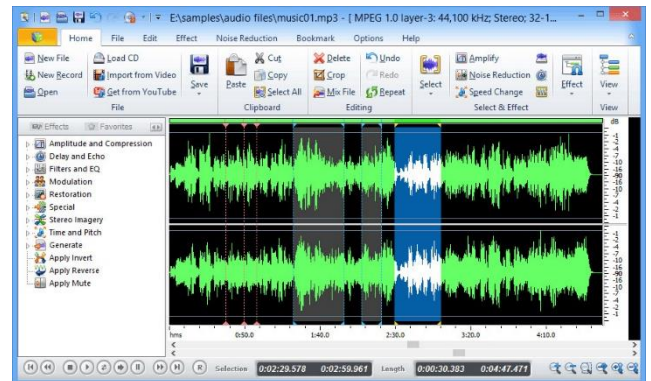 E:\samples\audio files\music01.mp3 - [ MPEG 1.0 layer-3: 44,100 kHz; Stereo; 32-1...
Home File Edit Effect Noise Reduction Bookmark Options Help
New File Load CD Save Paste Cut Delete Undo Select Amplify Effect View
New Record Import from Video Copy Crop Redo Noise Reduction
Open Get from YouTube Select All Mix File Repeat Speed Change
File Clipboard Editing Select & Effect View
Effects Favorites dB
Amplitude and Compression
Delay and Echo
Filters and EQ
Modulation
Restoration
Special
Stereo Imagery
Time and Pitch
Generate
Apply Invert
Apply Reverse
Apply Mute
hms 0:50.0 1:40.0 2:30.0 3:20.0 4:10.0
Selection 0:02:29.578 0:02:59.961 Length 0:00:30.383 0:04:47.471